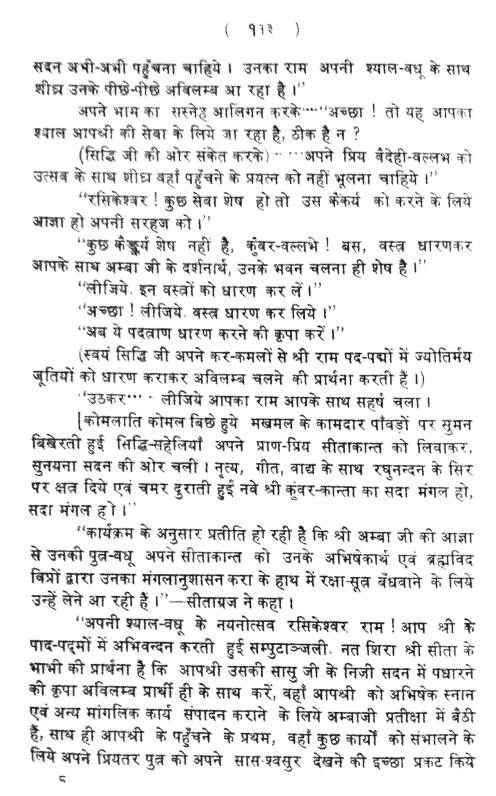 ( ११३ )
सदन अभी-अभी पहुँचना चाहिये । उनका राम अपनी श्याल-वधू के साथ
शीघ्र उनके पीछे-पीछे अविलम्ब आ रहा है ।"
अपने भाम का सस्नेह आलिंगन करके····"अच्छा ! तो यह आपका
श्याल आपश्री की सेवा के लिये जा रहा है, ठीक है न ?
(सिद्धि जी की ओर संकेत करके) ·····अपने प्रिय वैदेही-वल्लभ को
उत्सव के साथ शीघ्र वहाँ पहुँचने के प्रयत्न को नहीं भूलना चाहिये ।"
"रसिकेश्वर ! कुछ सेवा शेष हो तो उस कैंकर्य को करने के लिये
आज्ञा हो अपनी सरहज को ।"
"कुछ कैङ्कर्य शेष नहीं है, कुँवर-वल्लभे ! बस, वस्त्र धारणकर
आपके साथ अम्बा जी के दर्शनार्थ, उनके भवन चलना ही शेष है ।"
"लीजिये, इन वस्त्रों को धारण कर लें ।"
"अच्छा ! लीजिये, वस्त्र धारण कर लिये ।"
"अब ये पदत्राण धारण करने की कृपा करें ।"
(स्वयं सिद्धि जी अपने कर-कमलों से श्री राम पद-पद्मों में ज्योतिर्मय
जूतियों को धारण कराकर अविलम्ब चलने की प्रार्थना करती हैं ।)
"उठकर···· लीजिये आपका राम आपके साथ सहर्ष चला ।
[कोमलाति कोमल बिछे हुये मखमल के कामदार पाँवड़ों पर सुमन
बिखेरती हुई सिद्धि-सहेलियाँ अपने प्राण-प्रिय सीताकान्त को लिवाकर,
सुनयना सदन की ओर चलीं । नृत्य, गीत, वाद्य के साथ रघुनन्दन के सिर
पर क्षत्र दिये एवं चमर दुराती हुई नवे श्री कुंवर-कान्ता का सदा मंगल हो,
सदा मंगल हो ।"
"कार्यक्रम के अनुसार प्रतीति हो रही है कि श्री अम्बा जी की आज्ञा
से उनकी पुत्र-बधू अपने सीताकान्त को उनके अभिषेकार्थ एवं ब्रह्मविद
विप्रों द्वारा उनका मंगलानुशासन करा के हाथ में रक्षा-सूत्र बँधवाने के लिये
उन्हें लेने आ रही हैं ।"—सीताग्रज ने कहा ।
"अपनी श्याल-वधू के नयनोत्सव रसिकेश्वर राम ! आप श्री के
पाद-पद्मों में अभिवन्दन करती हुई सम्पुटाञ्जली, नत शिरा श्री सीता के
भाभी की प्रार्थना है कि आपश्री उसकी सासु जी के निजी सदन में पधारने
की कृपा अविलम्ब प्रार्थी ही के साथ करें, वहाँ आपश्री को अभिषेक स्नान
एवं अन्य मांगलिक कार्य संपादन कराने के लिये अम्बाजी प्रतीक्षा में बैठी
हैं, साथ ही आपश्री के पहुँचने के प्रथम, वहाँ कुछ कार्यों को संभालने के
लिये अपने प्रियतर पुत्र को अपने सास-श्वसुर देखने की इच्छा प्रकट किये